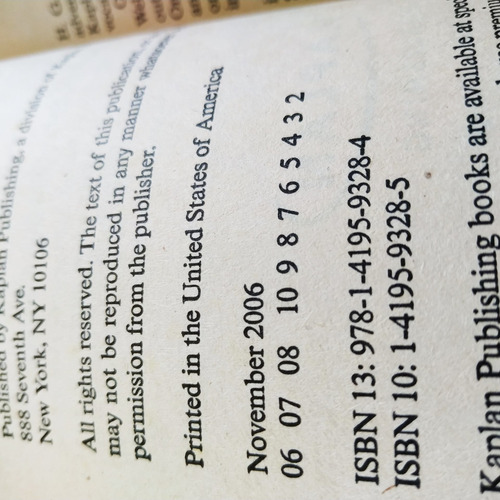 Published by Kaplan Publishing, a division of
888 Seventh Ave.
New York, NY 10106
All rights reserved. The text of this publication,
may not be reproduced in any manner whatsoever
permission from the publisher.
Printed in the United States of America
November 2006
06 07 08 10 9 8 7 6 5 4 3 2
ISBN 13: 978-1-4195-9328-4
ISBN 10: 1-4195-9328-5
Kaplan Publishing books are available at